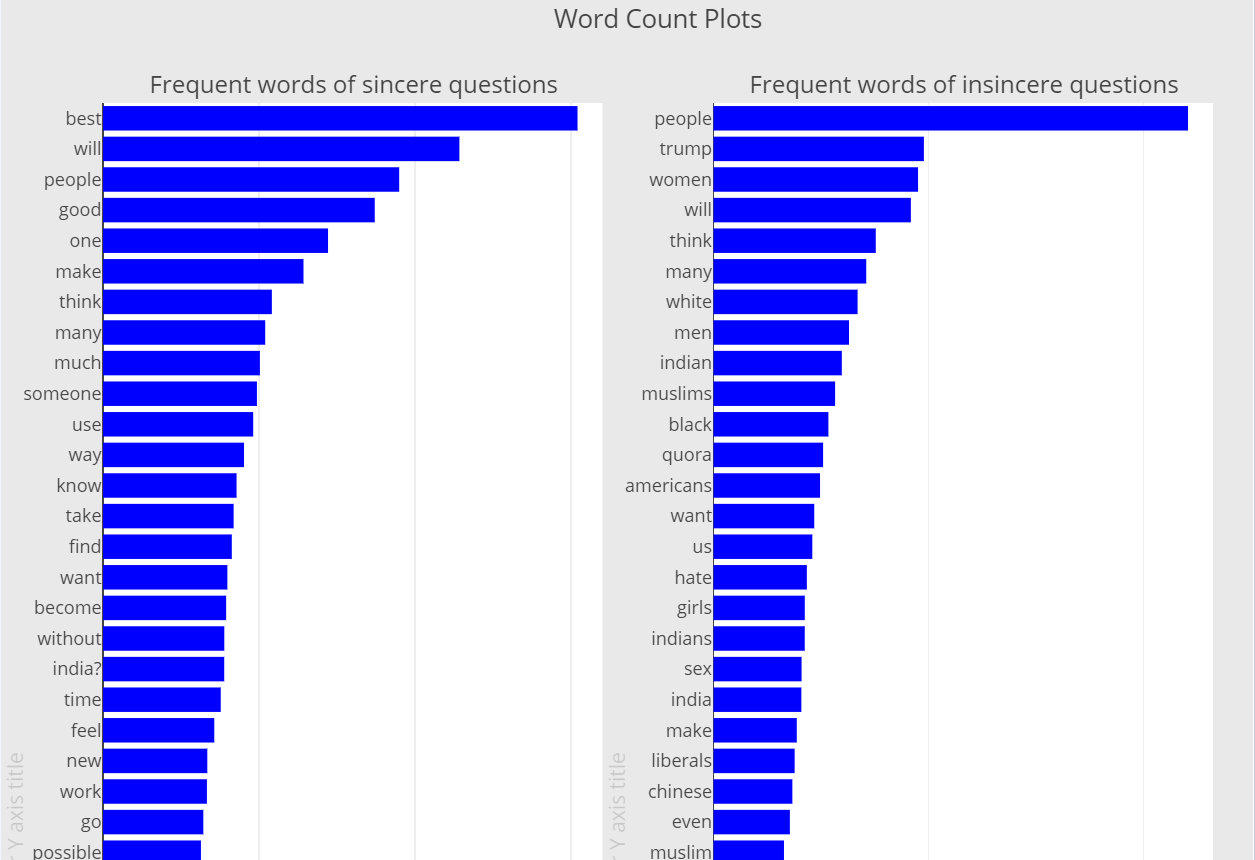 Word Count Plots
Frequent words of sincere questions
best
will
people
good
one
make
think
many
much
someone
use
way
know
take
find
want
become
without
india?
time
feel
new
work
go
possible
Y axis title
Frequent words of insincere questions
people
trump
women
will
think
many
white
men
indian
muslims
black
quora
americans
want
us
hate
girls
indians
sex
india
make
liberals
chinese
even
muslim
Y axis title